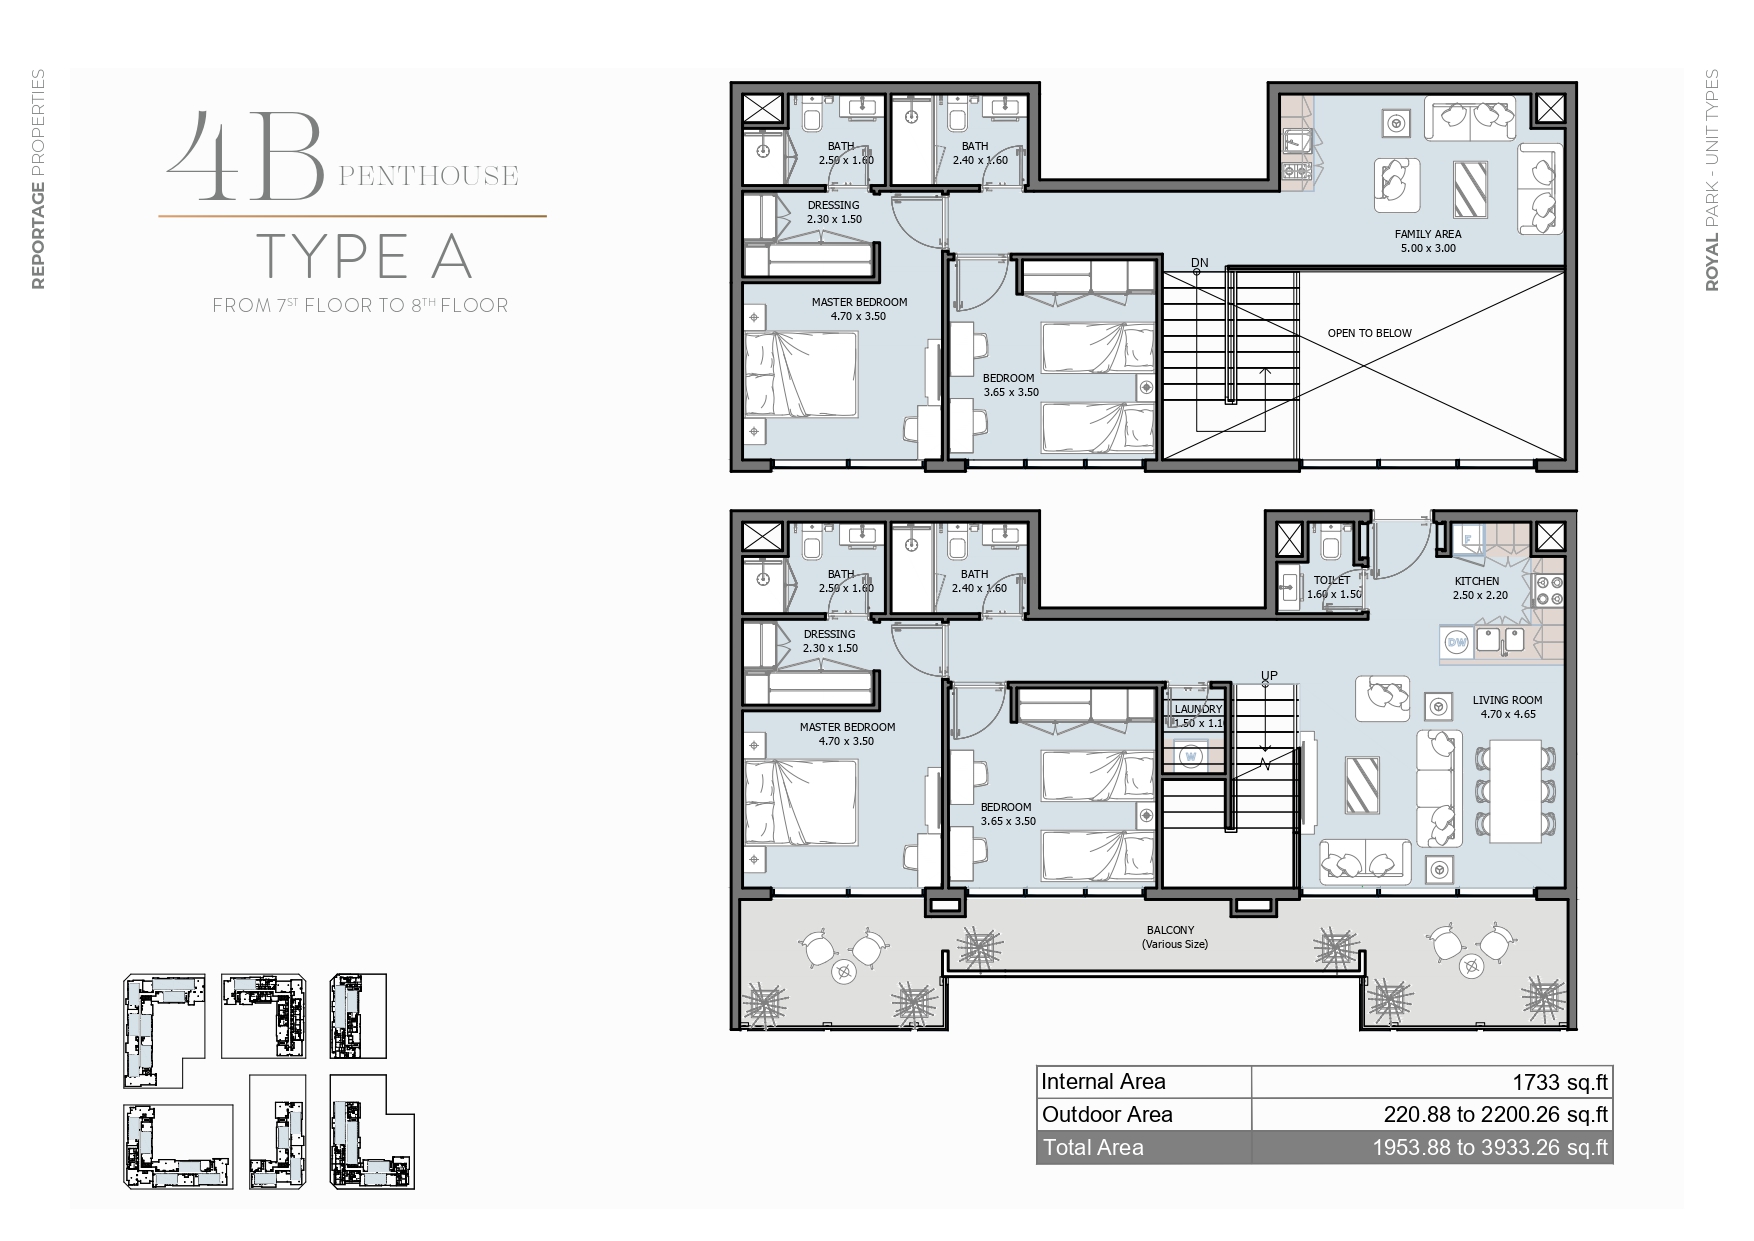 REPORTAGE PROPERTIES
ROYAL PARK - UNIT TYPES
4B PENTHOUSE
TYPE A
FROM 7ST FLOOR TO 8TH FLOOR
BATH
2.50 x 1.60
BATH
2.40 x 1.60
DRESSING
2.30 x 1.50
FAMILY AREA
5.00 x 3.00
DN
MASTER BEDROOM
4.70 x 3.50
OPEN TO BELOW
BEDROOM
3.65 x 3.50
F
BATH
2.50 x 1.60
BATH
2.40 x 1.60
TOILET
1.60 x 1.50
KITCHEN
2.50 x 2.20
DRESSING
2.30 x 1.50
DW
UP
LAUNDRY
1.50 x 1.10
LIVING ROOM
4.70 x 4.65
MASTER BEDROOM
4.70 x 3.50
W
BEDROOM
3.65 x 3.50
BALCONY
(Various Size)
Internal Area 1733 sq.ft
Outdoor Area 220.88 to 2200.26 sq.ft
Total Area 1953.88 to 3933.26 sq.ft